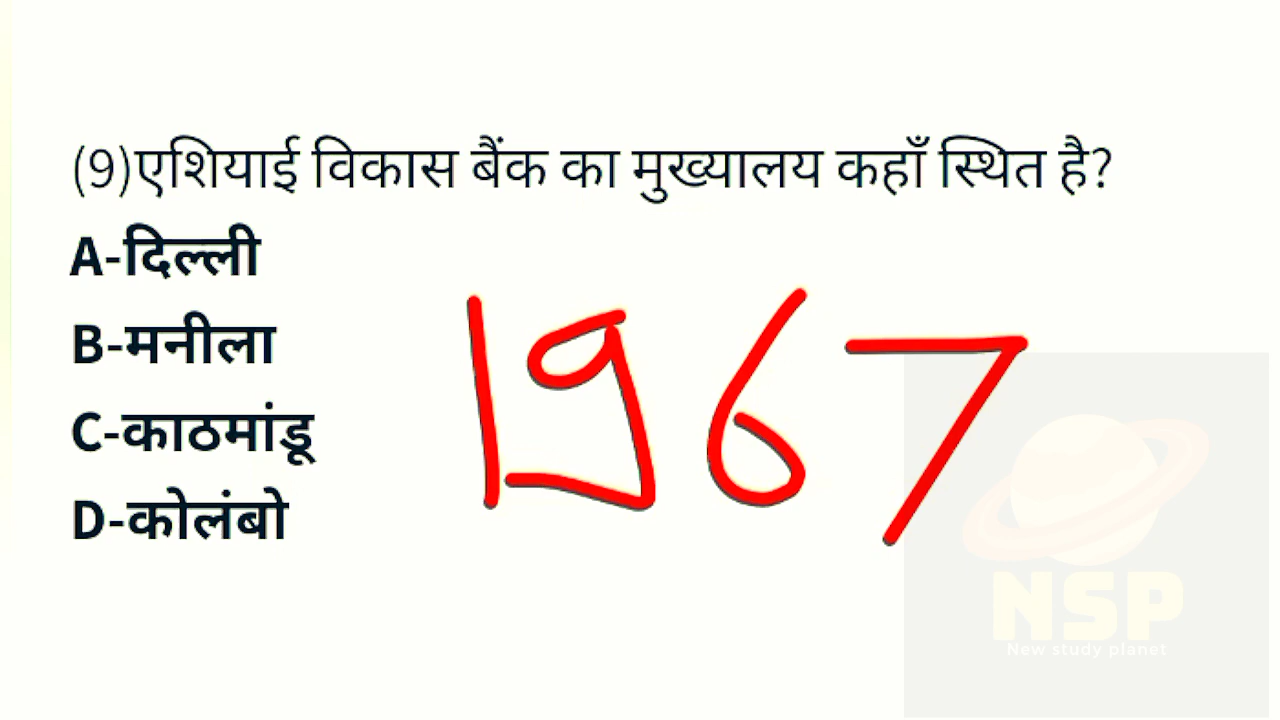 (9)एशियाई विकास बैंक का मुख्यालय कहाँ स्थित है?
A-दिल्ली
B-मनीला
C-काठमांडू
D-कोलंबो
1967
NSP
New study planet